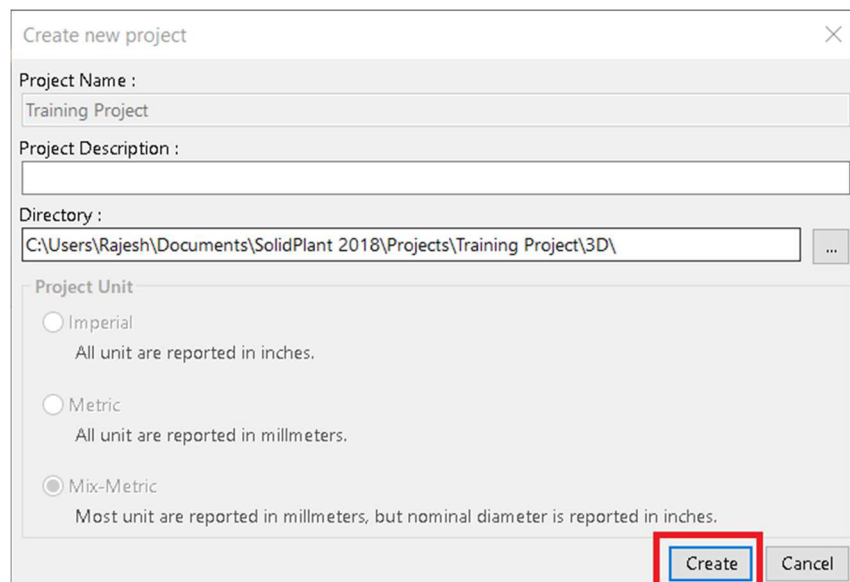 Create new project
Project Name :
Training Project
Project Description :
Directory :
C:\Users\Rajesh\Documents\SolidPlant 2018\Projects\Training Project\3D\
...
Project Unit
Imperial
All unit are reported in inches.
Metric
All unit are reported in millmeters.
Mix-Metric
Most unit are reported in millmeters, but nominal diameter is reported in inches.
Create Cancel